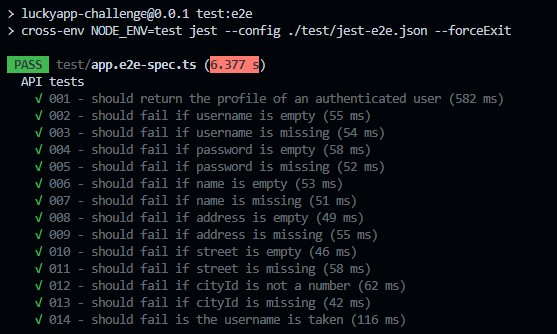 > luckyapp-challenge@0.0.1 test:e2e
> cross-env NODE_ENV=test jest --config ./test/jest-e2e.json --forceExit
PASS test/app.e2e-spec.ts (6.377 s)
API tests
√ 001 - should return the profile of an authenticated user (582 ms)
√ 002 - should fail if username is empty (55 ms)
√ 003 - should fail if username is missing (54 ms)
√ 004 - should fail if password is empty (58 ms)
√ 005 - should fail if password is missing (52 ms)
√ 006 - should fail if name is empty (53 ms)
√ 007 - should fail if name is missing (51 ms)
√ 008 - should fail if address is empty (49 ms)
√ 009 - should fail if address is missing (55 ms)
√ 010 - should fail if street is empty (46 ms)
√ 011 - should fail if street is missing (58 ms)
√ 012 - should fail if cityId is not a number (62 ms)
√ 013 - should fail if cityId is missing (42 ms)
√ 014 - should fail is the username is taken (116 ms)